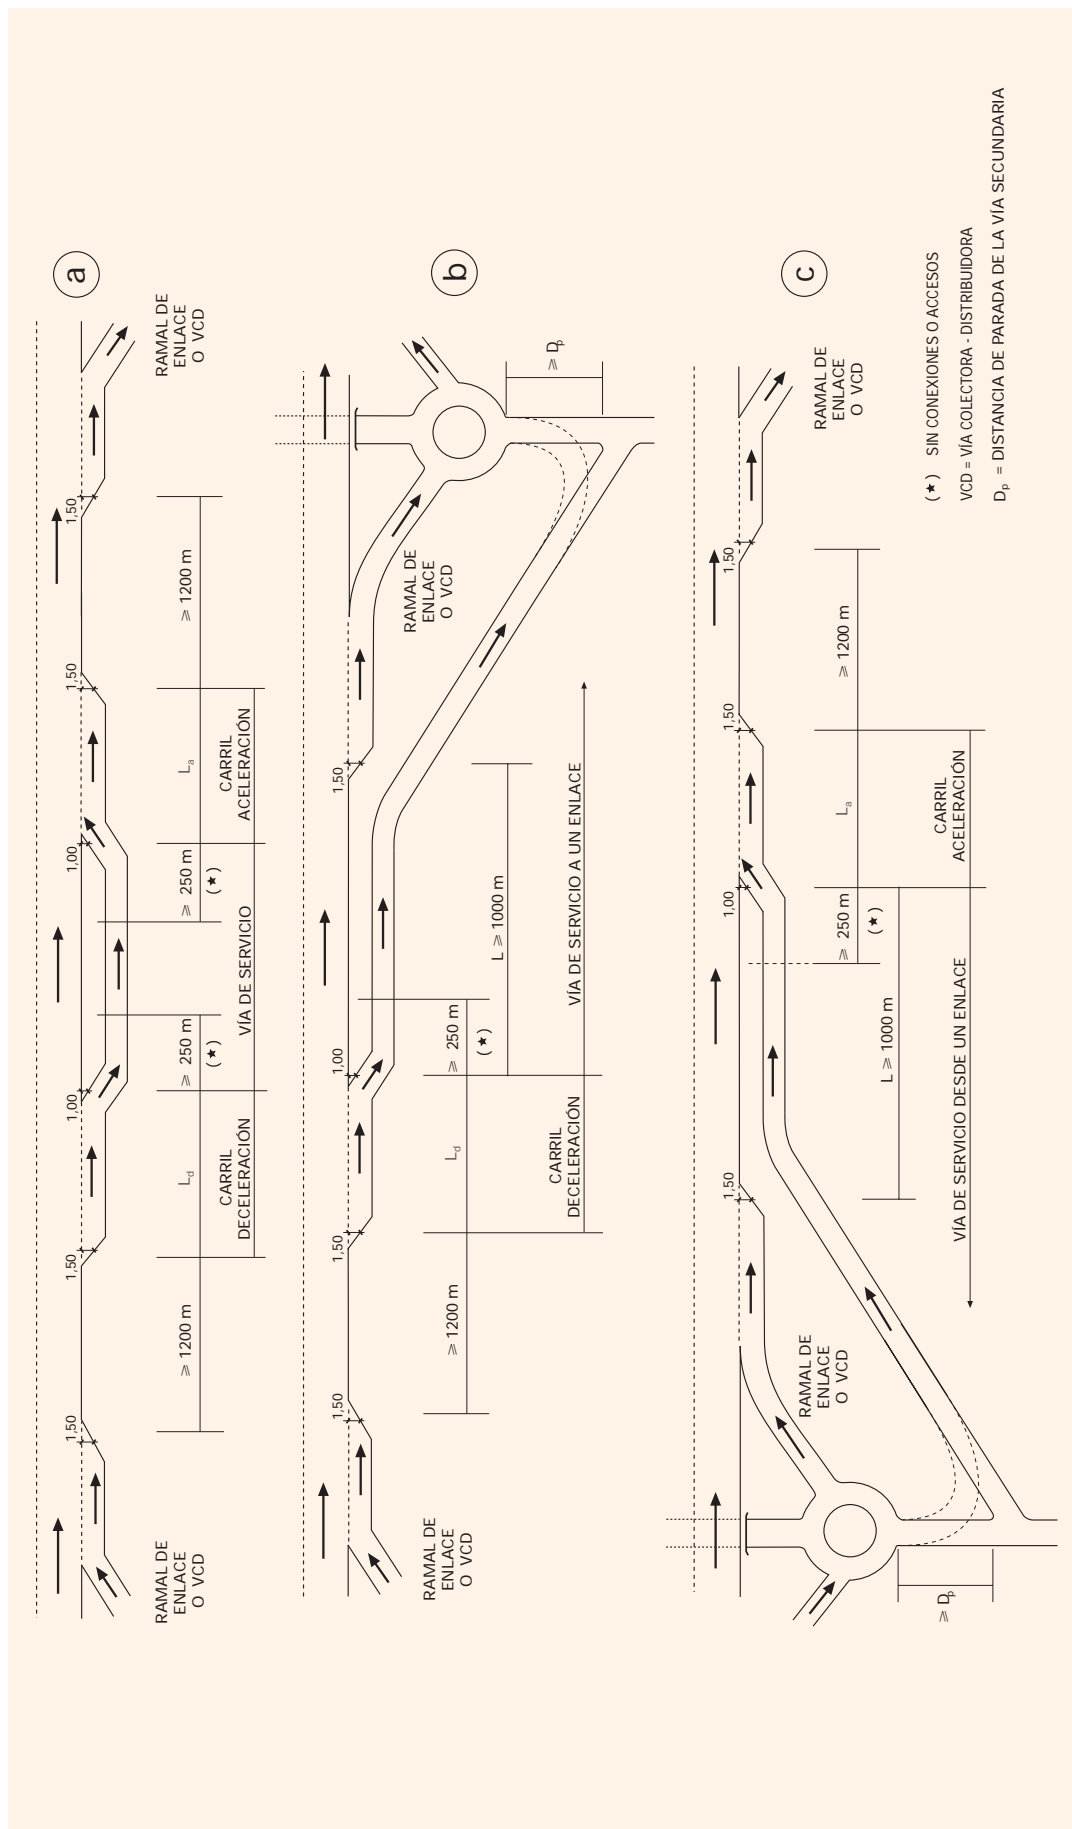 a
1,50
1,50
1,00
1,00
1,50
1,50
RAMAL DE
ENLACE
O VCD
⩾ 1200 m
L_d
⩾ 250 m
(★)
⩾ 250 m
(★)
L_a
⩾ 1200 m
RAMAL DE
ENLACE
O VCD
CARRIL
DECELERACIÓN
VÍA DE SERVICIO
CARRIL
ACELERACIÓN
b
1,50
1,50
1,00
1,50
RAMAL DE
ENLACE
O VCD
RAMAL DE
ENLACE
O VCD
⩾ 1200 m
L_d
⩾ 250 m
(★)
L ⩾ 1000 m
⩾ D_p
CARRIL
DECELERACIÓN
VÍA DE SERVICIO A UN ENLACE
c
1,50
1,00
1,50
1,50
RAMAL DE
ENLACE
O VCD
RAMAL DE
ENLACE
O VCD
⩾ 250 m
(★)
L_a
⩾ 1200 m
L ⩾ 1000 m
⩾ D_p
CARRIL
ACELERACIÓN
VÍA DE SERVICIO DESDE UN ENLACE
(★) SIN CONEXIONES O ACCESOS
VCD = VÍA COLECTORA - DISTRIBUIDORA
D_p = DISTANCIA DE PARADA DE LA VÍA SECUNDARIA